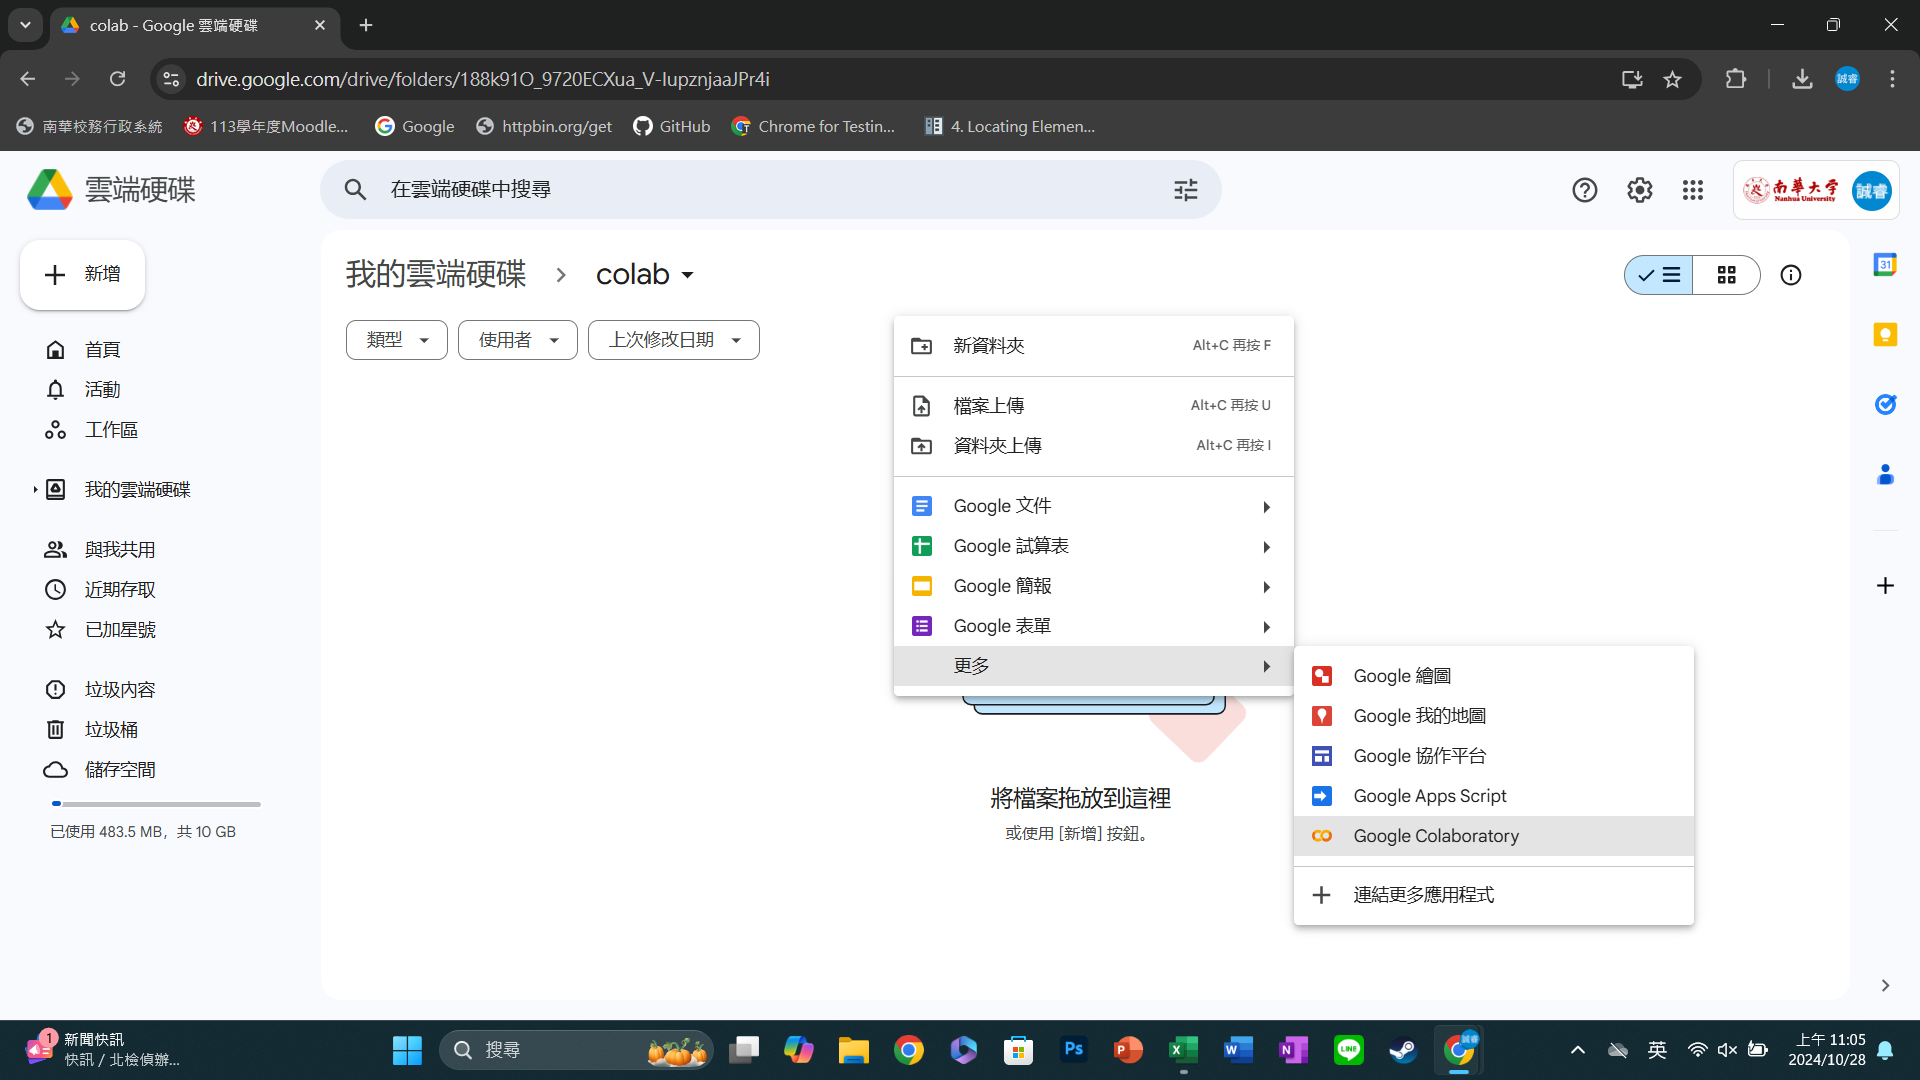 colab - Google 雲端硬碟
drive.google.com/drive/folders/188k91O_9720ECXua_V-IupznjaaJPr4i
誠睿
南華校務行政系統
113學年度Moodle...
Google
httpbin.org/get
GitHub
Chrome for Testin...
4. Locating Elemen...
雲端硬碟
在雲端硬碟中搜尋
南華大学
Nanhua University
誠睿
新增
我的雲端硬碟
colab
31
類型
使用者
上次修改日期
首頁
活動
工作區
我的雲端硬碟
與我共用
近期存取
已加星號
垃圾內容
垃圾桶
儲存空間
已使用 483.5 MB，共 10 GB
新資料夾 Alt+C 再按 F
檔案上傳 Alt+C 再按 U
資料夾上傳 Alt+C 再按 I
Google 文件
Google 試算表
Google 簡報
Google 表單
更多
Google 繪圖
Google 我的地圖
Google 協作平台
Google Apps Script
Google Colaboratory
連結更多應用程式
將檔案拖放到這裡
或使用 [新增] 按鈕。
1
新聞快訊
快訊 / 北檢偵辦...
搜尋
Ps
P
X
W
N
LINE
誠睿
英
上午 11:05
2024/10/28